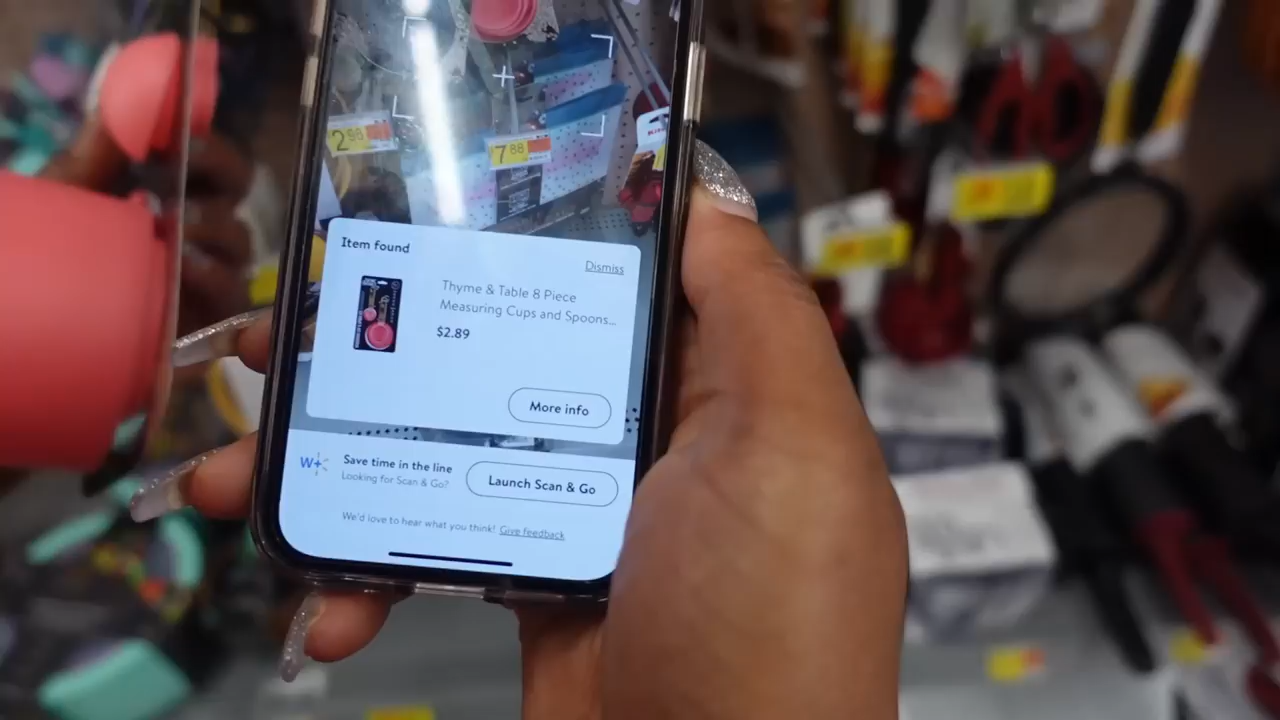 2.98
7.88
Item found
Dismiss
Thyme & Table 8 Piece
Measuring Cups and Spoons...
$2.89
More info
W+
Save time in the line
Looking for Scan & Go?
Launch Scan & Go
We'd love to hear what you think! Give feedback